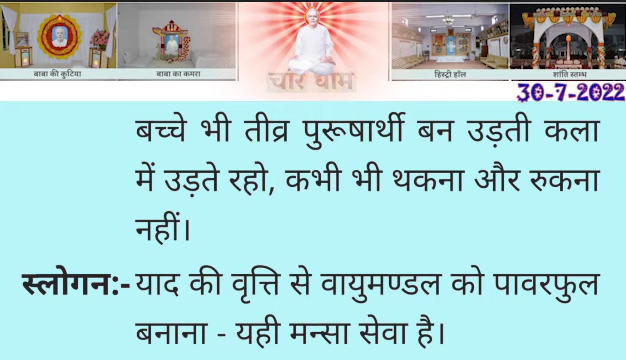 बाबा की कुटिया
बाबा का कमरा
चार धाम
हिस्ट्री हॉल
शांति स्तम्भ
30-7-2022
बच्चे भी तीव्र पुरूषार्थी बन उड़ती कला
में उड़ते रहो, कभी भी थकना और रुकना
नहीं।
स्लोगन:- याद की वृत्ति से वायुमण्डल को पावरफुल
बनाना - यही मन्सा सेवा है।